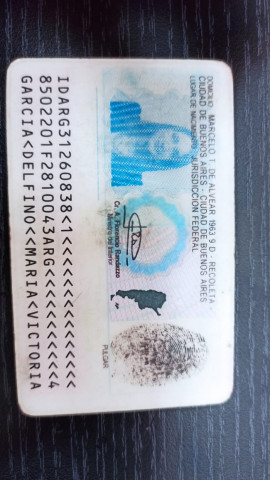 DOMICILIO: MARCELO T. DE ALVEAR 1963 9 D - RECOLETA -
CIUDAD DE BUENOS AIRES - CIUDAD DE BUENOS AIRES
LUGAR DE NACIMIENTO: JURISDICCION FEDERAL
Cr. A. Florencio Randazzo
Ministro del Interior
PULGAR
IDARG31260838<1<<<<<<<<<<<<<<<
8502201F2810043ARG<<<<<<<<<<<4
GARCIA<DELFINO<<MARIA<VICTORIA